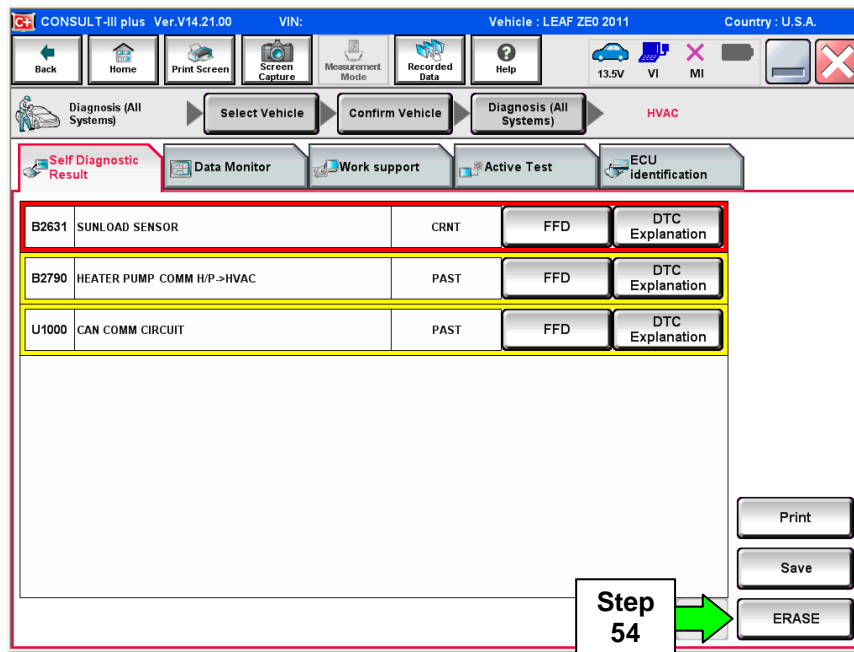 C+ CONSULT-III plus Ver.V14.21.00 VIN: Vehicle : LEAF ZE0 2011 Country : U.S.A.
Back Home Print Screen Screen Capture Measurement Mode Recorded Data Help 13.5V VI MI
Diagnosis (All Systems) Select Vehicle Confirm Vehicle Diagnosis (All Systems) HVAC
Self Diagnostic Result Data Monitor Work support Active Test ECU identification
B2631 SUNLOAD SENSOR CRNT FFD DTC Explanation
B2790 HEATER PUMP COMM H/P->HVAC PAST FFD DTC Explanation
U1000 CAN COMM CIRCUIT PAST FFD DTC Explanation
Print
Save
Step 54 ERASE